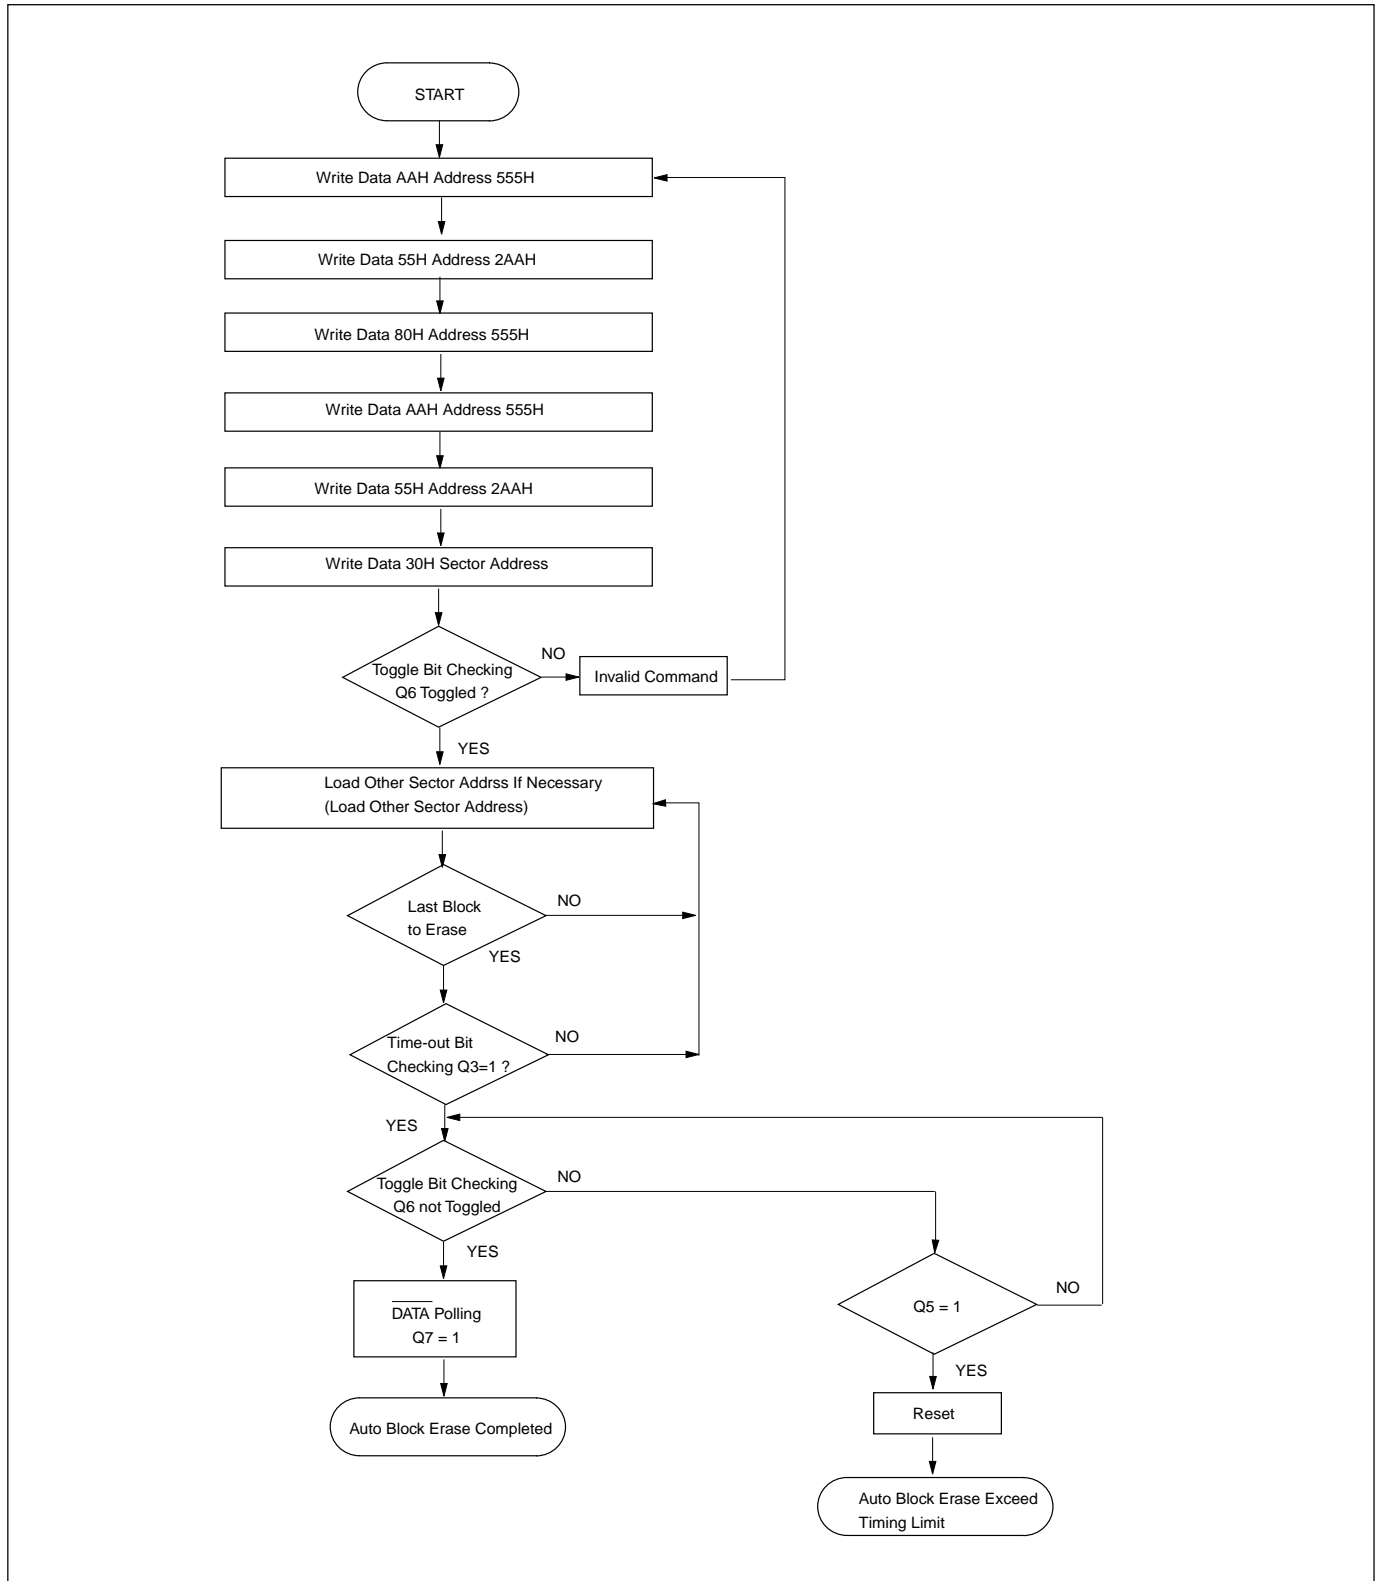 START
Write Data AAH Address 555H
Write Data 55H Address 2AAH
Write Data 80H Address 555H
Write Data AAH Address 555H
Write Data 55H Address 2AAH
Write Data 30H Sector Address
Toggle Bit Checking
Q6 Toggled ?
NO
Invalid Command
YES
Load Other Sector Addrss If Necessary
(Load Other Sector Address)
Last Block
to Erase
NO
YES
Time-out Bit
Checking Q3=1 ?
NO
YES
Toggle Bit Checking
Q6 not Toggled
NO
YES
DATA Polling
Q7 = 1
Q5 = 1
NO
YES
Auto Block Erase Completed
Reset
Auto Block Erase Exceed
Timing Limit